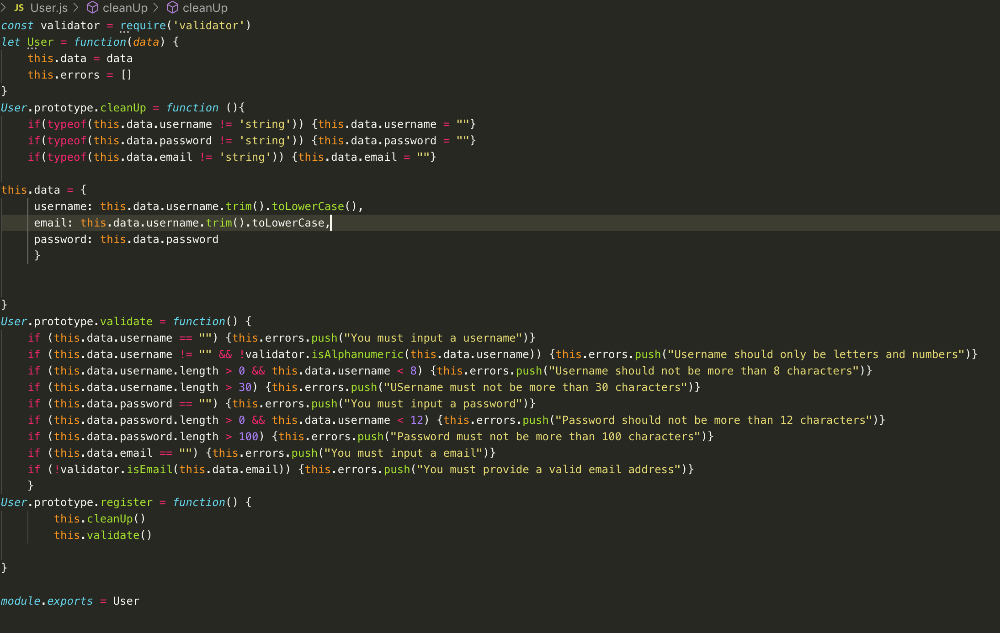 JS User.js > cleanUp > cleanUp
const validator = require('validator')
let User = function(data) {
    this.data = data
    this.errors = []
}
User.prototype.cleanUp = function (){
    if(typeof(this.data.username != 'string')) {this.data.username = ""}
    if(typeof(this.data.password != 'string')) {this.data.password = ""}
    if(typeof(this.data.email != 'string')) {this.data.email = ""}
this.data = {
     username: this.data.username.trim().toLowerCase(),
     email: this.data.username.trim().toLowerCase,
     password: this.data.password
     }
}
User.prototype.validate = function() {
    if (this.data.username == "") {this.errors.push("You must input a username")}
    if (this.data.username != "" && !validator.isAlphanumeric(this.data.username)) {this.errors.push("Username should only be letters and numbers")}
    if (this.data.username.length > 0 && this.data.username < 8) {this.errors.push("Username should not be more than 8 characters")}
    if (this.data.username.length > 30) {this.errors.push("USername must not be more than 30 characters")}
    if (this.data.password == "") {this.errors.push("You must input a password")}
    if (this.data.password.length > 0 && this.data.username < 12) {this.errors.push("Password should not be more than 12 characters")}
    if (this.data.password.length > 100) {this.errors.push("Password must not be more than 100 characters")}
    if (this.data.email == "") {this.errors.push("You must input a email")}
    if (!validator.isEmail(this.data.email)) {this.errors.push("You must provide a valid email address")}
    }
User.prototype.register = function() {
        this.cleanUp()
        this.validate()
}
module.exports = User